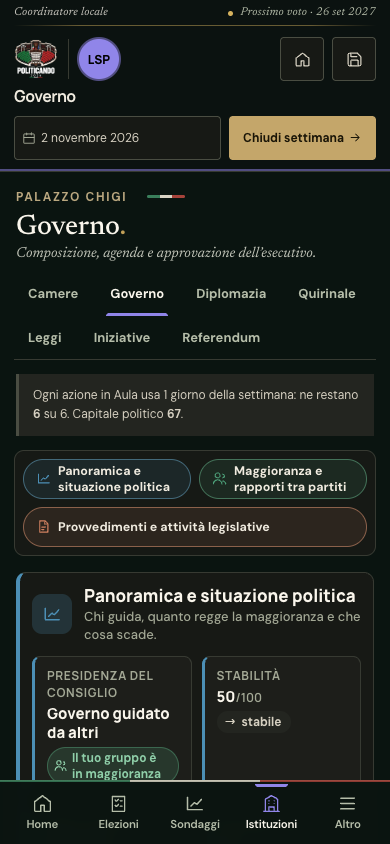 Coordinatore locale
Prossimo voto · 26 set 2027
POLITICANDO
LSP
Governo
2 novembre 2026
Chiudi settimana →
PALAZZO CHIGI
Governo.
Composizione, agenda e approvazione dell'esecutivo.
Camere
Governo
Diplomazia
Quirinale
Leggi
Iniziative
Referendum
Ogni azione in Aula usa 1 giorno della settimana: ne restano
6 su 6. Capitale politico 67.
Panoramica e
situazione politica
Maggioranza e
rapporti tra partiti
Provvedimenti e attività legislative
Panoramica e situazione politica
Chi guida, quanto regge la maggioranza e che
cosa scade.
PRESIDENZA DEL
CONSIGLIO
Governo guidato
da altri
Il tuo gruppo è
in maggioranza
STABILITÀ
50/100
→ stabile
Home
Elezioni
Sondaggi
Istituzioni
Altro